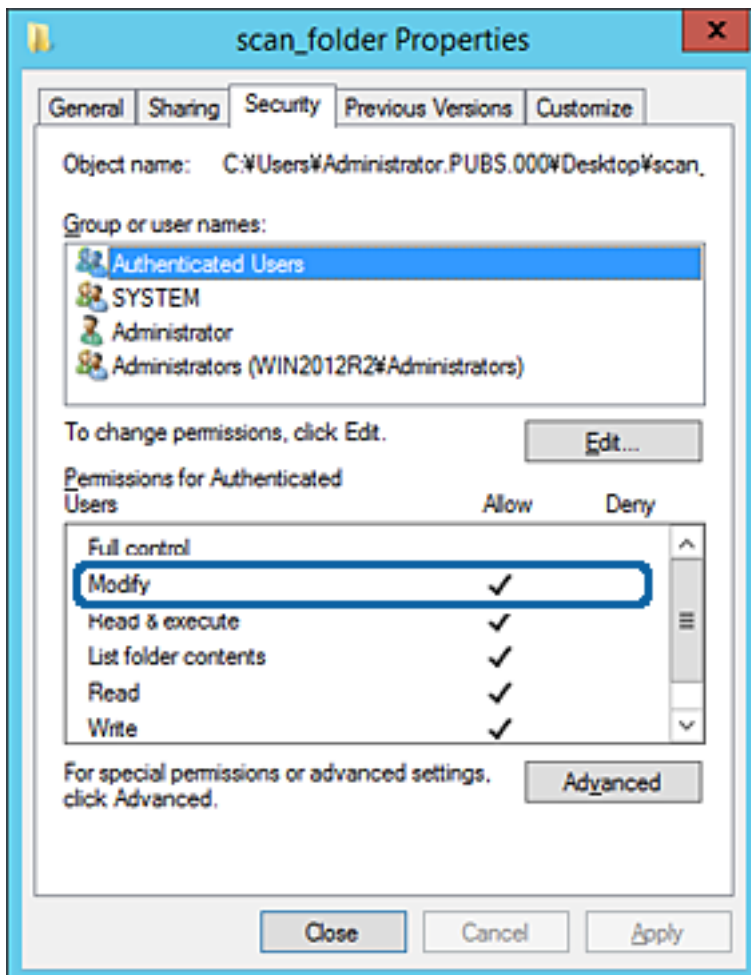 scan_folder Properties
General Sharing Security Previous Versions Customize
Object name: C:¥Users¥Administrator.PUBS.000¥Desktop¥scan_
Group or user names:
Authenticated Users
SYSTEM
Administrator
Administrators (WIN2012R2¥Administrators)
To change permissions, click Edit.
Edit...
Permissions for Authenticated
Users Allow Deny
Full control
Modify
Read & execute
List folder contents
Read
Write
For special permissions or advanced settings,
click Advanced.
Advanced
Close Cancel Apply